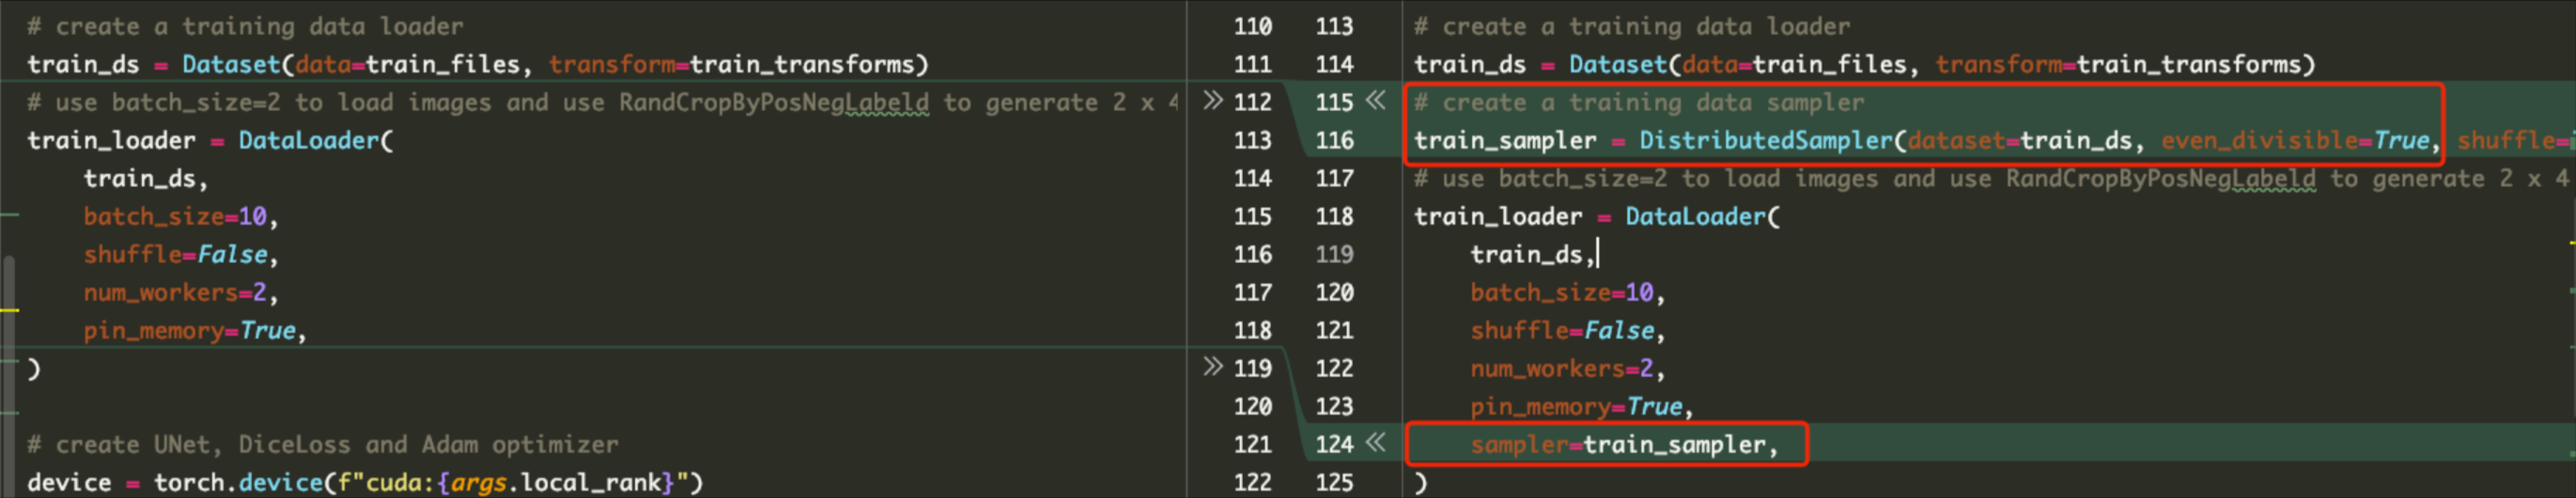 # create a training data loader
train_ds = Dataset(data=train_files, transform=train_transforms)
# use batch_size=2 to load images and use RandCropByPosNegLabeld to generate 2 x 4
train_loader = DataLoader(
    train_ds,
    batch_size=10,
    shuffle=False,
    num_workers=2,
    pin_memory=True,
)
# create UNet, DiceLoss and Adam optimizer
device = torch.device(f"cuda:{args.local_rank}")
110
111
>> 112
113
114
115
116
117
118
>> 119
120
121
122
113
114
115 <<
116
117
118
119
120
121
122
123
124 <<
125
# create a training data loader
train_ds = Dataset(data=train_files, transform=train_transforms)
# create a training data sampler
train_sampler = DistributedSampler(dataset=train_ds, even_divisible=True, shuffle=
# use batch_size=2 to load images and use RandCropByPosNegLabeld to generate 2 x 4
train_loader = DataLoader(
    train_ds,
    batch_size=10,
    shuffle=False,
    num_workers=2,
    pin_memory=True,
    sampler=train_sampler,
)